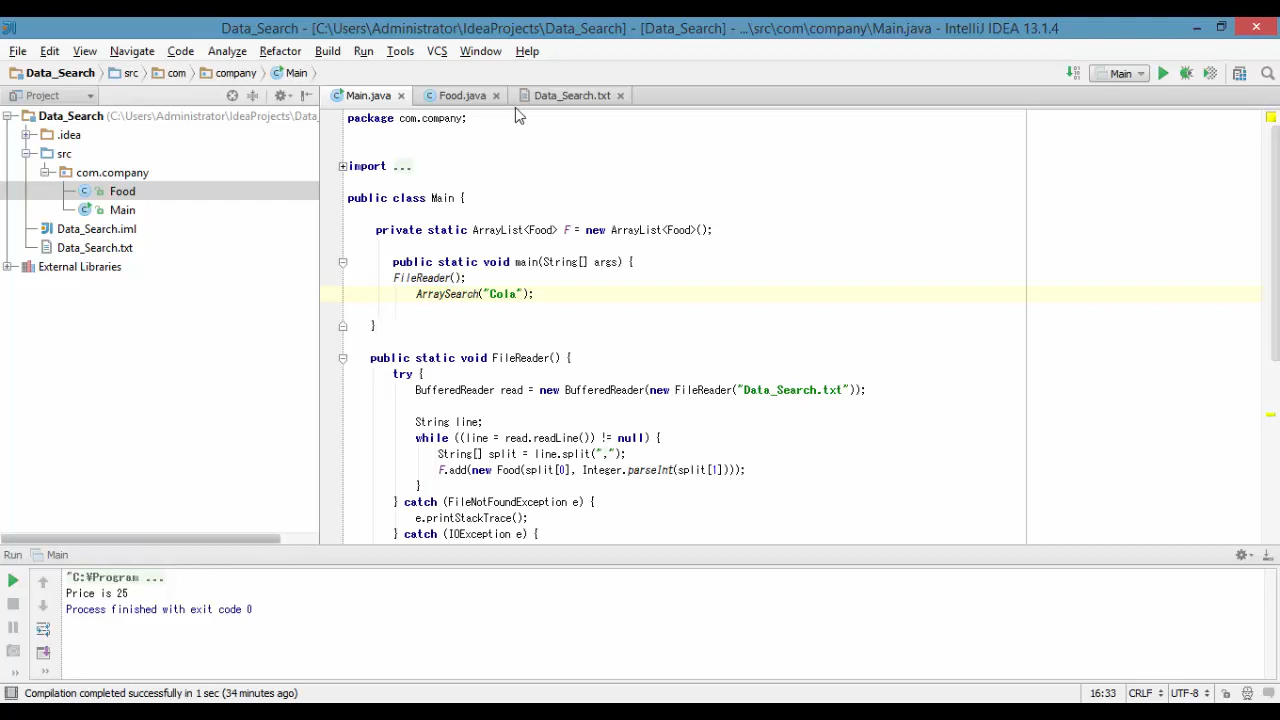 Data_Search - [C:\Users\Administrator\IdeaProjects\Data_Search] - [Data_Search] - ...\src\com\company\Main.java - IntelliJ IDEA 13.1.4
File Edit View Navigate Code Analyze Refactor Build Run Tools VCS Window Help
Data_Search src com company Main Main
Project Main.java Food.java Data_Search.txt
Data_Search (C:\Users\Administrator\IdeaProjects\Data_
.idea
src
com.company
Food
Main
Data_Search.iml
Data_Search.txt
External Libraries
package com.company;
import ...
public class Main {
private static ArrayList<Food> F = new ArrayList<Food>();
public static void main(String[] args) {
FileReader();
ArraySearch("Cola");
}
public static void FileReader() {
try {
BufferedReader read = new BufferedReader(new FileReader("Data_Search.txt"));
String line;
while ((line = read.readLine()) != null) {
String[] split = line.split(",");
F.add(new Food(split[0], Integer.parseInt(split[1])));
}
} catch (FileNotFoundException e) {
e.printStackTrace();
} catch (IOException e) {
Run Main
"C:\Program ...
Price is 25
Process finished with exit code 0
Compilation completed successfully in 1 sec (34 minutes ago) 16:33 CRLF UTF-8